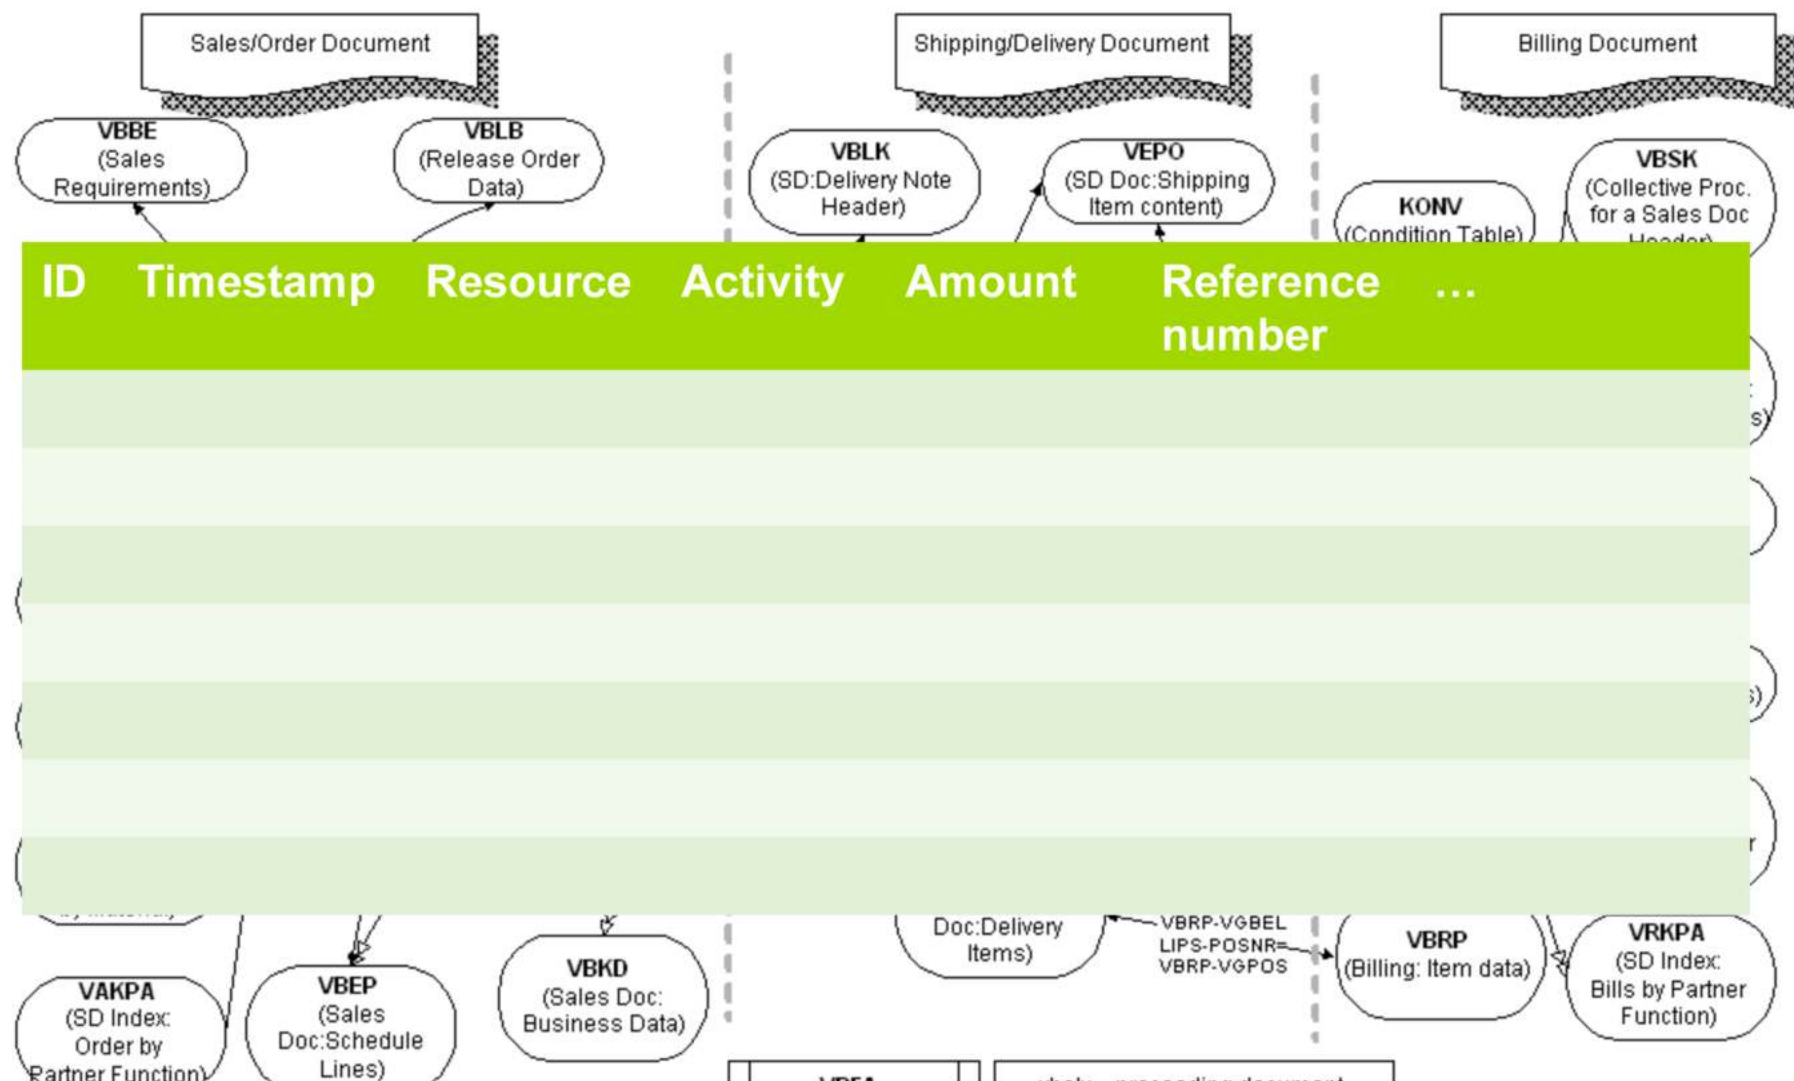 Sales/Order Document
Shipping/Delivery Document
Billing Document
VBBE
(Sales
Requirements)
VBLB
(Release Order
Data)
VBLK
(SD:Delivery Note
Header)
VEPO
(SD Doc:Shipping
Item content)
KONV
(Condition Table)
VBSK
(Collective Proc.
for a Sales Doc
Header)
ID Timestamp Resource Activity Amount Reference number ...
s)
s)
r
Doc:Delivery
Items)
VBRP-VGBEL
LIPS-POSNR=
VBRP-VGPOS
VBRP
(Billing: Item data)
VRKPA
(SD Index:
Bills by Partner
Function)
VAKPA
(SD Index:
Order by
Partner Function)
VBEP
(Sales
Doc:Schedule
Lines)
VBKD
(Sales Doc:
Business Data)
VBFA